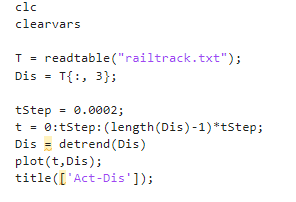 clc
clearvars
T = readtable("railtrack.txt");
Dis = T{:, 3};
tStep = 0.0002;
t = 0:tStep:(length(Dis)-1)*tStep;
Dis = detrend(Dis)
plot(t,Dis);
title(['Act-Dis']);